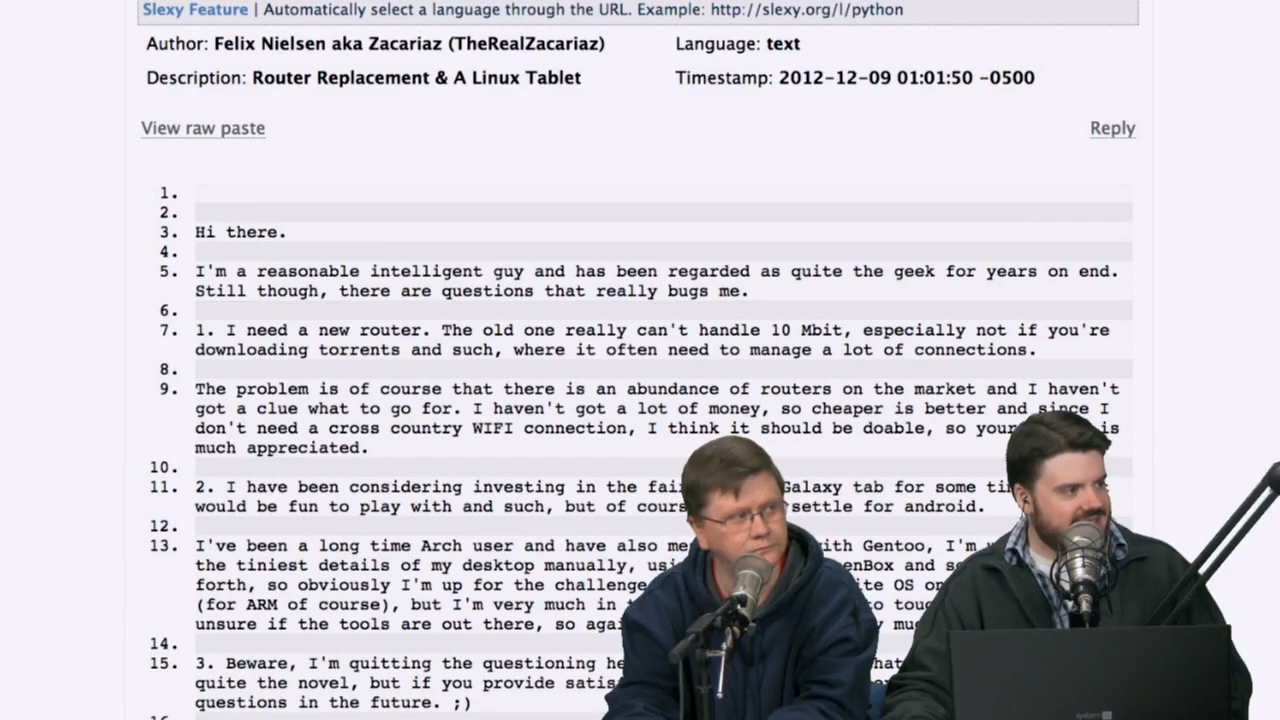 Slexy Feature | Automatically select a language through the URL. Example: http://slexy.org/l/python
Author: Felix Nielsen aka Zacariaz (TheRealZacariaz) Language: text
Description: Router Replacement & A Linux Tablet Timestamp: 2012-12-09 01:01:50 -0500
View raw paste Reply
1.
2.
3. Hi there.
4.
5. I'm a reasonable intelligent guy and has been regarded as quite the geek for years on end.
Still though, there are questions that really bugs me.
6.
7. 1. I need a new router. The old one really can't handle 10 Mbit, especially not if you're
downloading torrents and such, where it often need to manage a lot of connections.
8.
9. The problem is of course that there is an abundance of routers on the market and I haven't
got a clue what to go for. I haven't got a lot of money, so cheaper is better and since I
don't need a cross country WIFI connection, I think it should be doable, so your is
much appreciated.
10.
11. 2. I have been considering investing in the Galaxy tab for some
would be fun to play with and such, but of settle for android.
12.
13. I've been a long time Arch user and have also with Gentoo, I'm
the tiniest details of my desktop manually, and
forth, so obviously I'm up for the challenge OS
(for ARM of course), but I'm very much in to
unsure if the tools are out there, so
14.
15. 3. Beware, I'm quitting the questioning
quite the novel, but if you provide
questions in the future. ;)